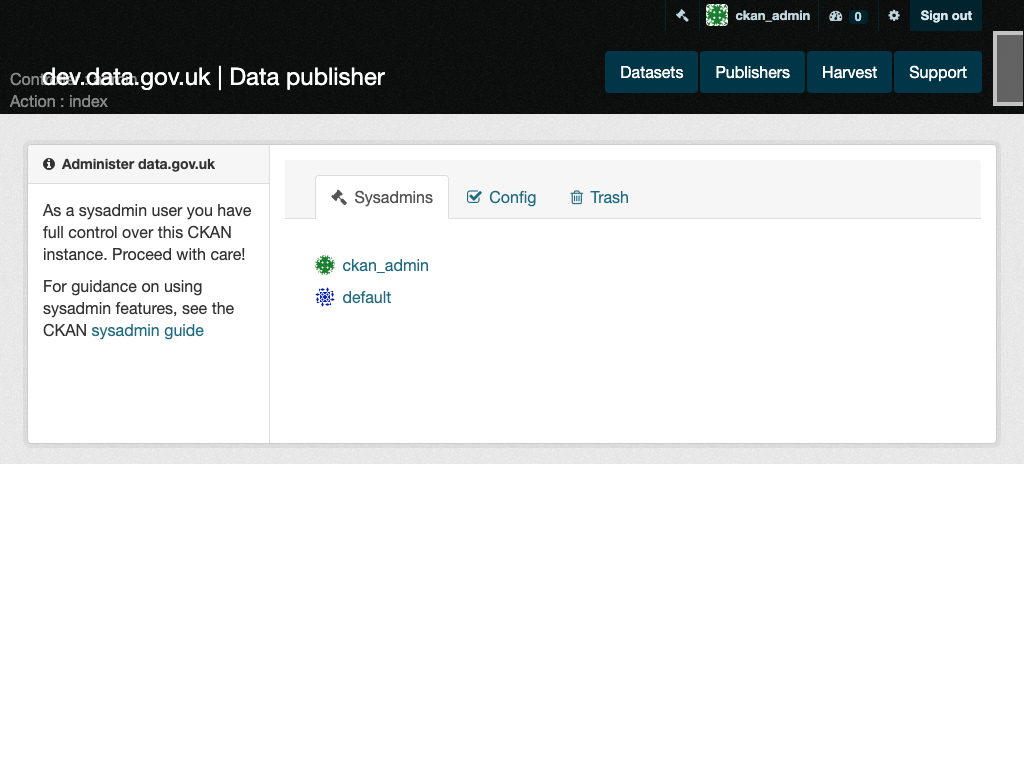 ckan_admin
0
Sign out
dev.data.gov.uk | Data publisher
Action : index
Datasets
Publishers
Harvest
Support
Administer data.gov.uk
As a sysadmin user you have
full control over this CKAN
instance. Proceed with care!
For guidance on using
sysadmin features, see the
CKAN sysadmin guide
Sysadmins
Config
Trash
ckan_admin
default